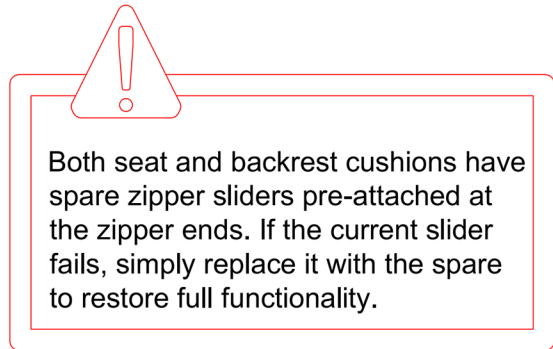 Both seat and backrest cushions have
spare zipper sliders pre-attached at
the zipper ends. If the current slider
fails, simply replace it with the spare
to restore full functionality.